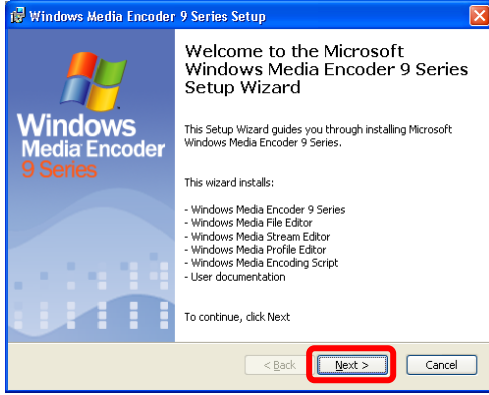 Windows Media Encoder 9 Series Setup
Welcome to the Microsoft
Windows Media Encoder 9 Series
Setup Wizard
Windows
Media Encoder
9 Series
This Setup Wizard guides you through installing Microsoft
Windows Media Encoder 9 Series.
This wizard installs:
- Windows Media Encoder 9 Series
- Windows Media File Editor
- Windows Media Stream Editor
- Windows Media Profile Editor
- Windows Media Encoding Script
- User documentation
To continue, click Next
< Back
Next >
Cancel